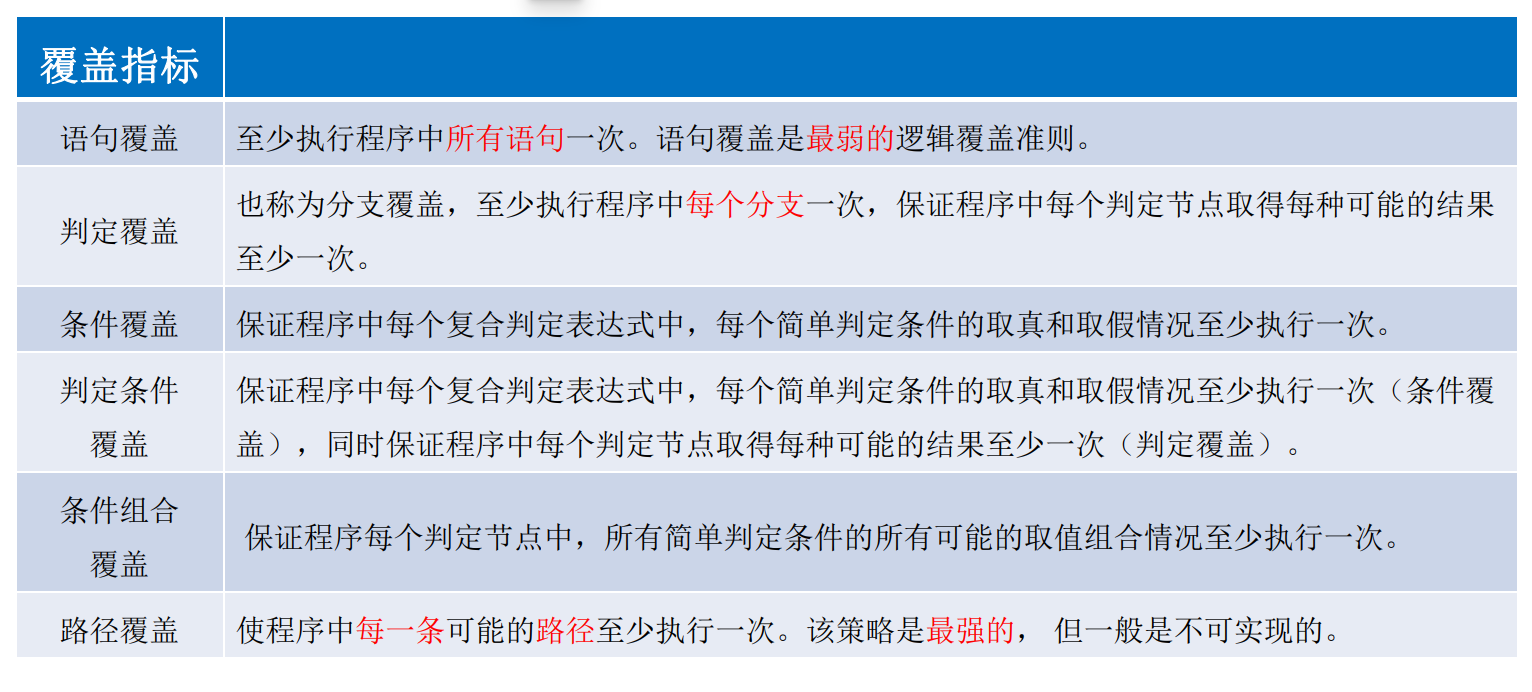 覆盖指标
语句覆盖
至少执行程序中所有语句一次。语句覆盖是最弱的逻辑覆盖准则。
判定覆盖
也称为分支覆盖，至少执行程序中每个分支一次，保证程序中每个判定节点取得每种可能的结果
至少一次。
条件覆盖
保证程序中每个复合判定表达式中，每个简单判定条件的取真和取假情况至少执行一次。
判定条件
覆盖
保证程序中每个复合判定表达式中，每个简单判定条件的取真和取假情况至少执行一次（条件覆
盖），同时保证程序中每个判定节点取得每种可能的结果至少一次（判定覆盖）。
条件组合
覆盖
保证程序每个判定节点中，所有简单判定条件的所有可能的取值组合情况至少执行一次。
路径覆盖
使程序中每一条可能的路径至少执行一次。该策略是最强的， 但一般是不可实现的。